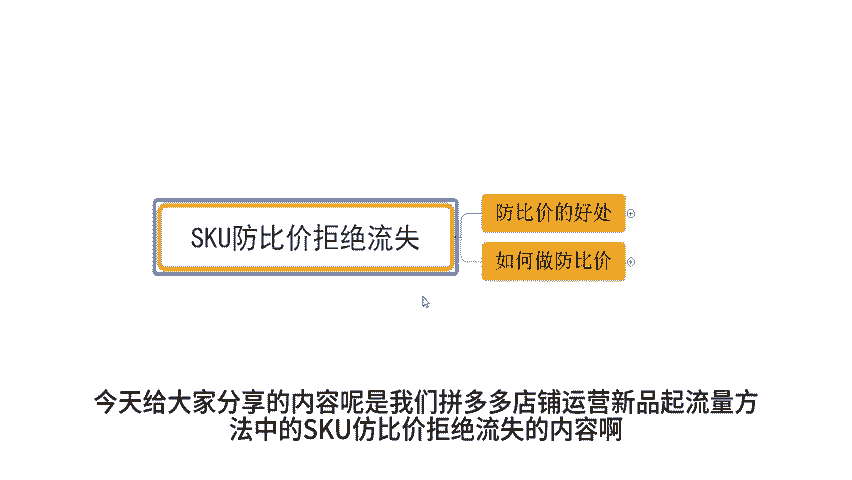 SKU防比价拒绝流失
防比价的好处
如何做防比价
今天给大家分享的内容呢是我们拼多多店铺运营新品起流量方
法中的SKU仿比价拒绝流失的内容啊